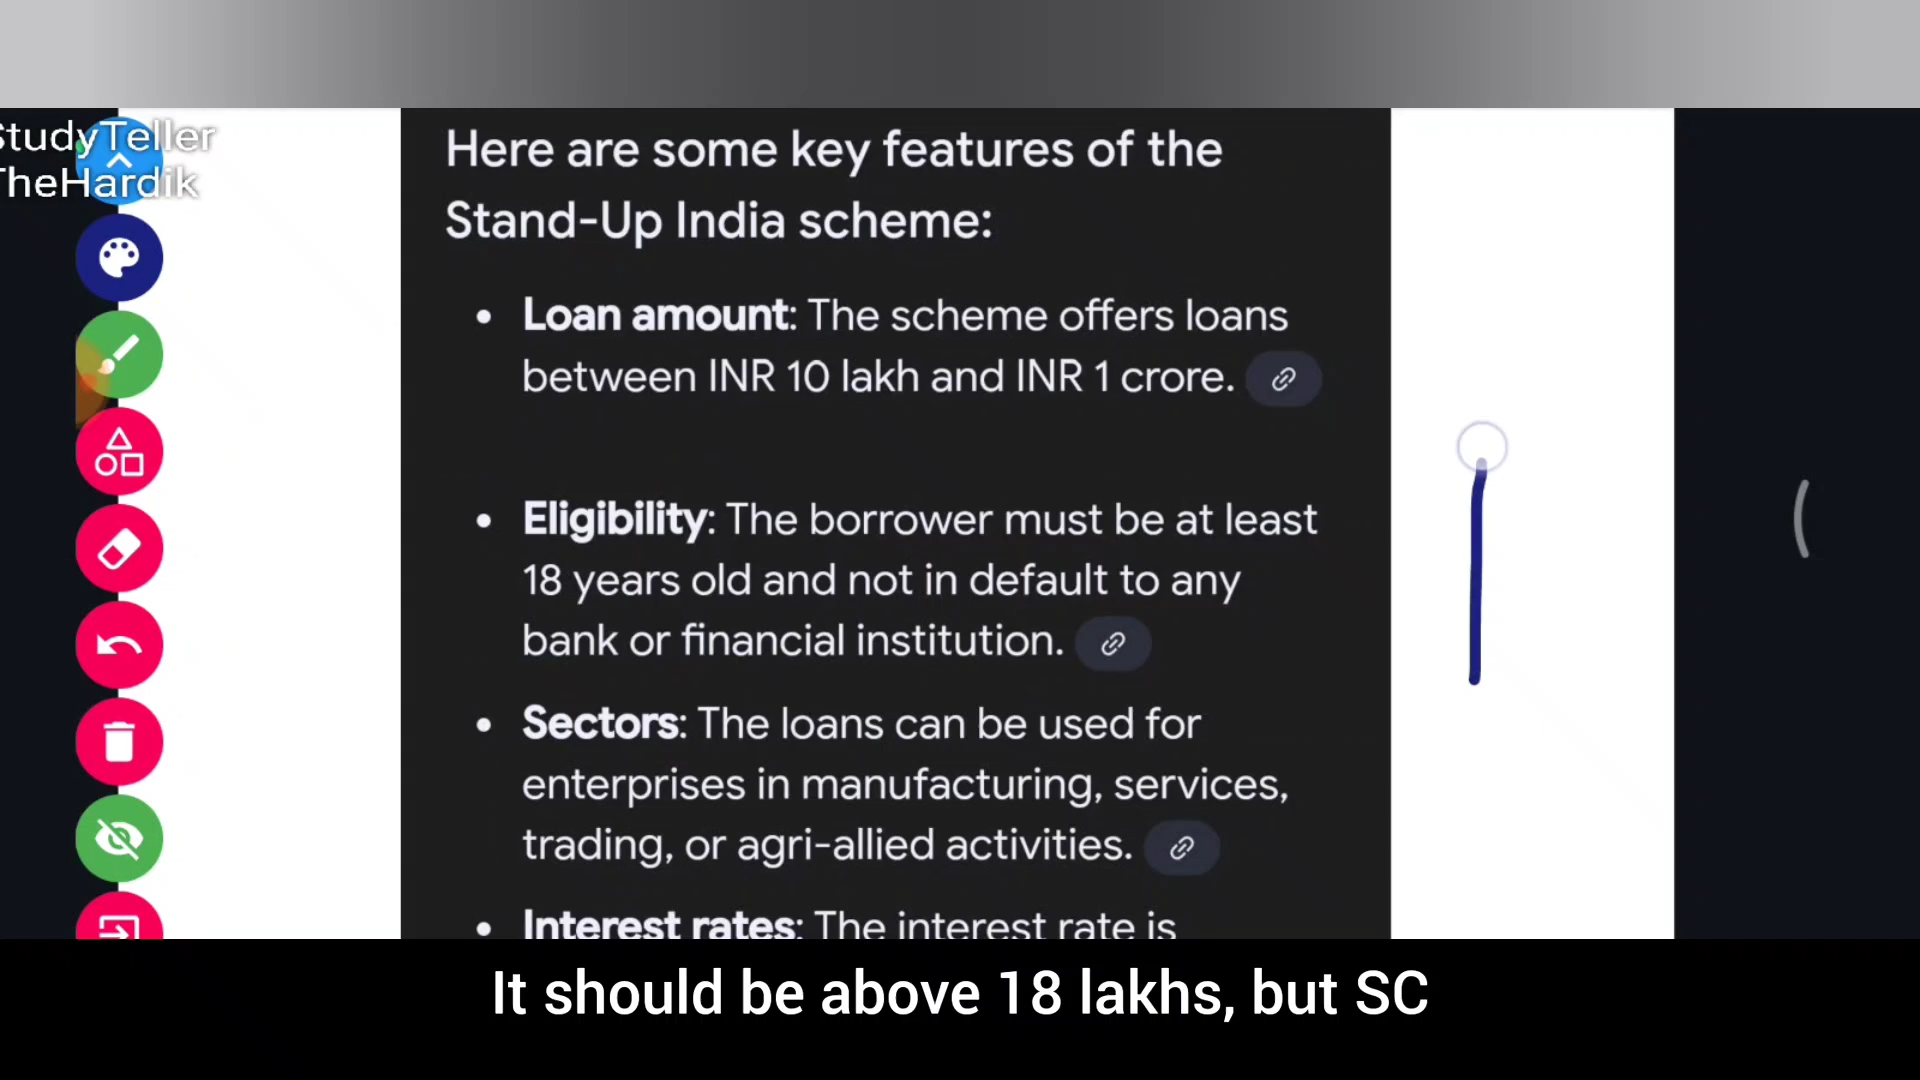 StudyTeller
TheHardik
Here are some key features of the
Stand-Up India scheme:
• Loan amount: The scheme offers loans
between INR 10 lakh and INR 1 crore.
• Eligibility: The borrower must be at least
18 years old and not in default to any
bank or financial institution.
• Sectors: The loans can be used for
enterprises in manufacturing, services,
trading, or agri-allied activities.
• Interest rates: The interest rate is
It should be above 18 lakhs, but SC